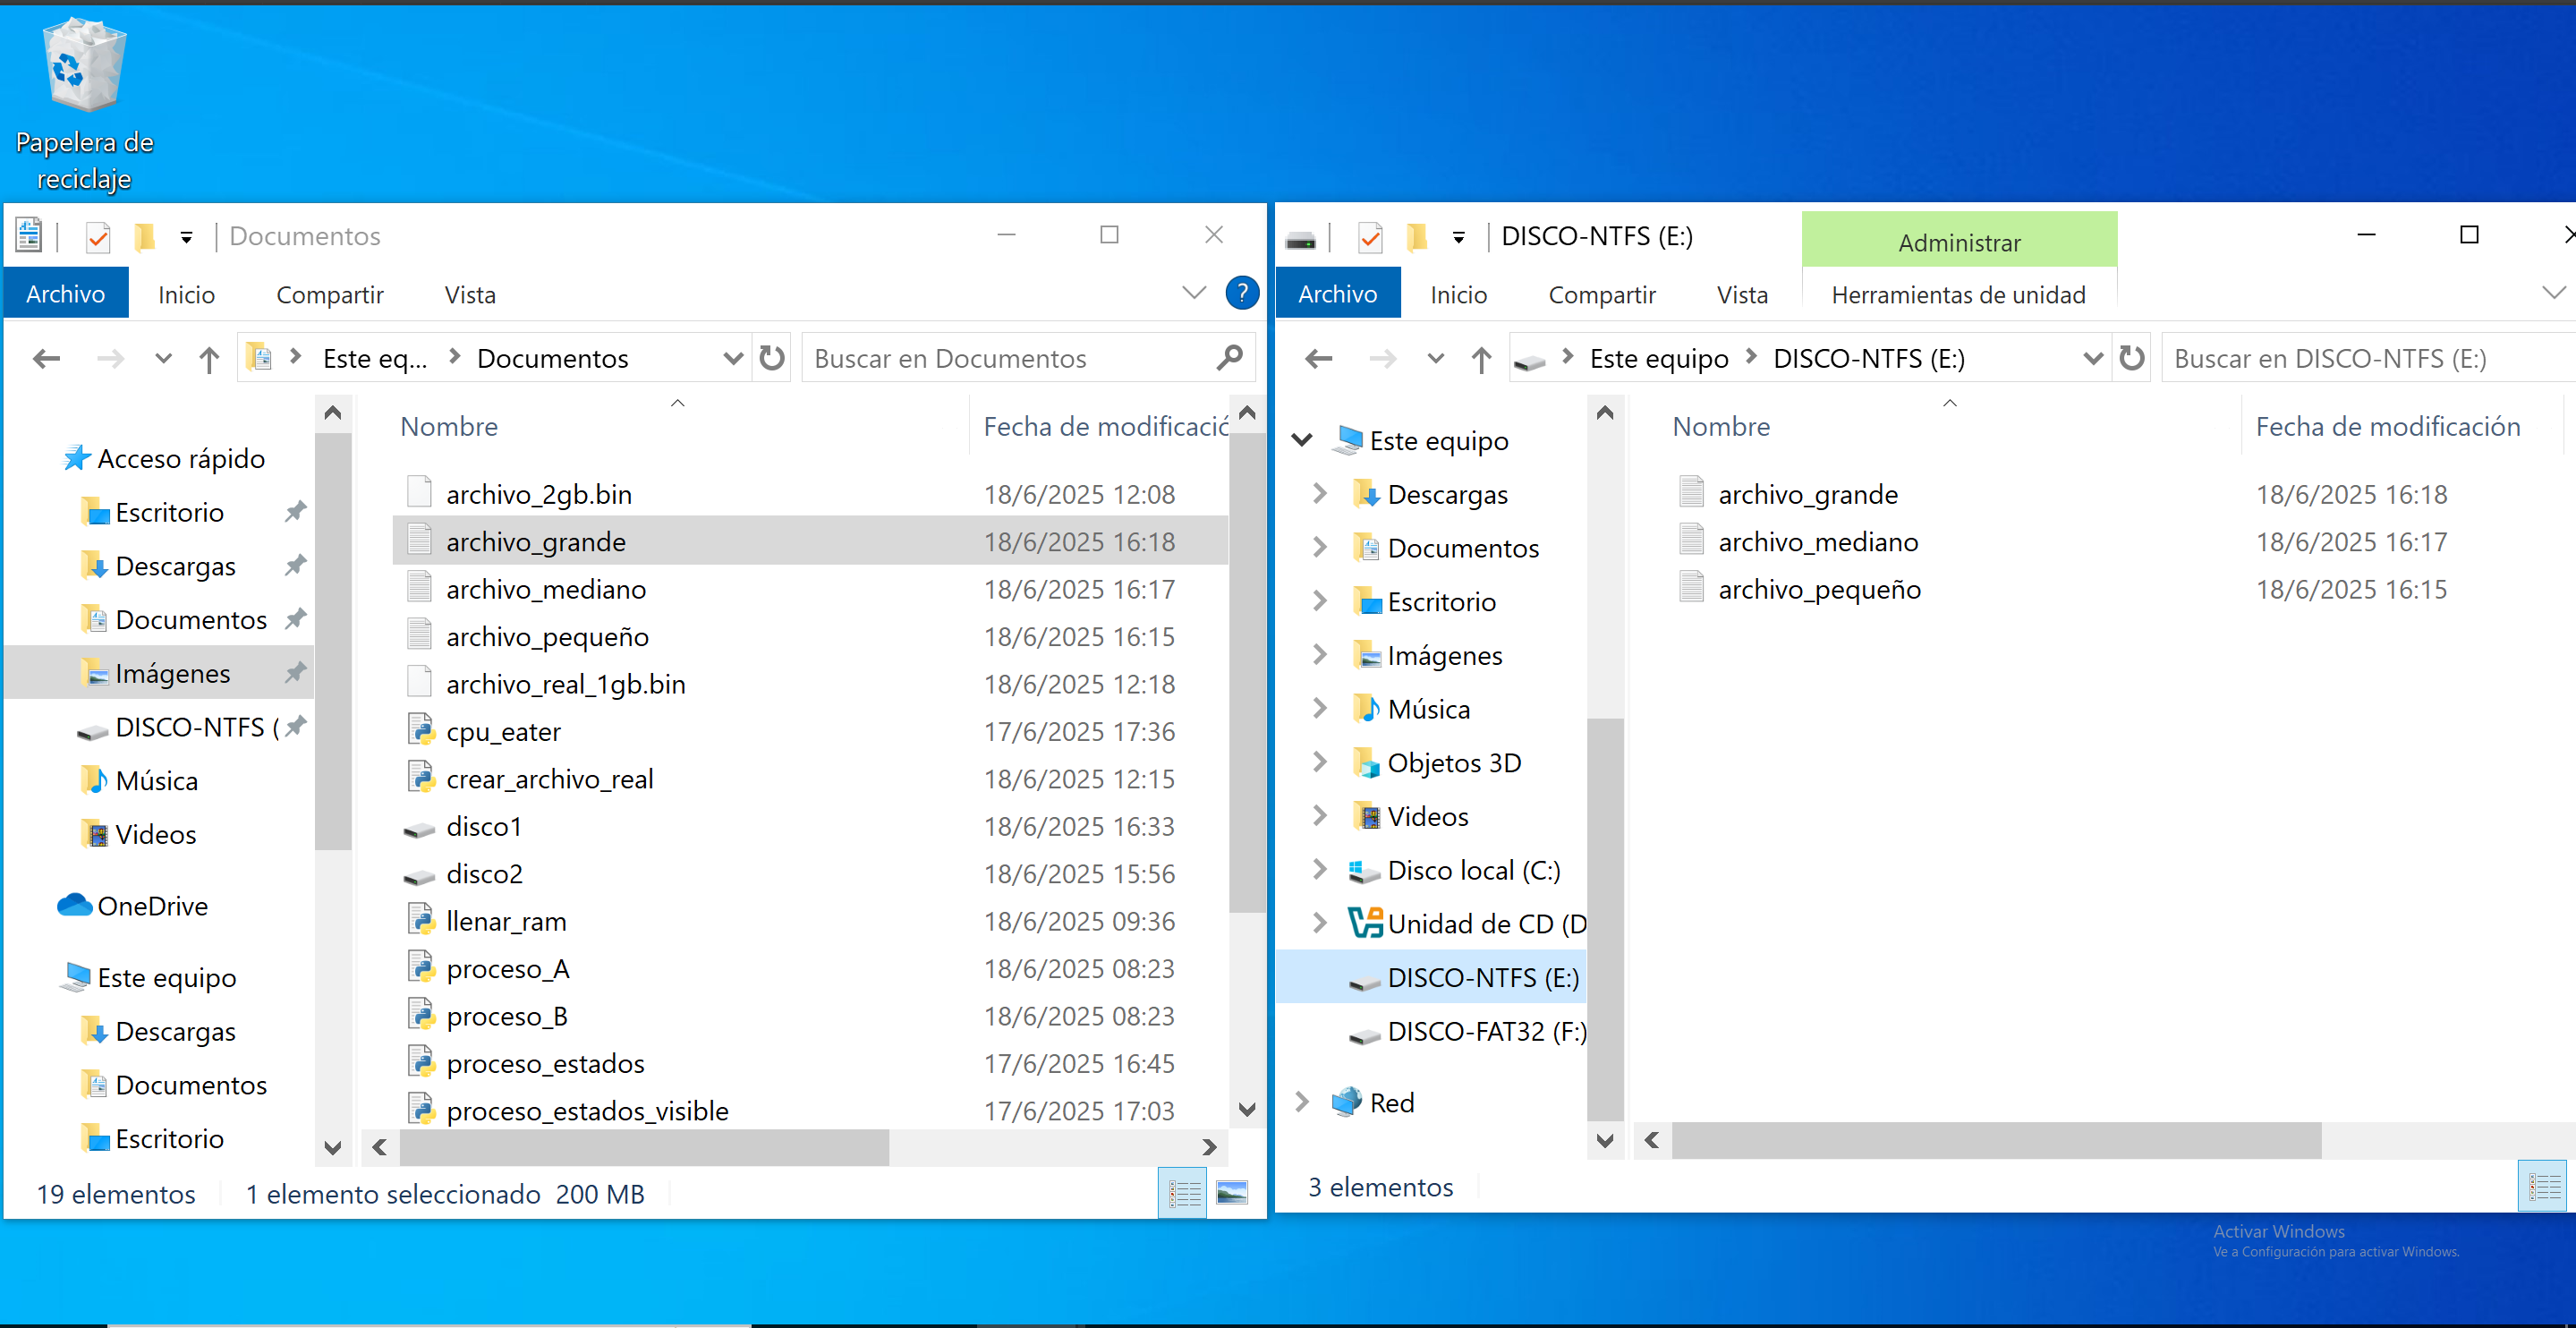 Papelera de
reciclaje
Documentos
Archivo Inicio Compartir Vista
Este eq... Documentos Buscar en Documentos
Acceso rápido
Escritorio
Descargas
Documentos
Imágenes
DISCO-NTFS (
Música
Videos
OneDrive
Este equipo
Descargas
Documentos
Escritorio
Nombre Fecha de modificació
archivo_2gb.bin 18/6/2025 12:08
archivo_grande 18/6/2025 16:18
archivo_mediano 18/6/2025 16:17
archivo_pequeño 18/6/2025 16:15
archivo_real_1gb.bin 18/6/2025 12:18
cpu_eater 17/6/2025 17:36
crear_archivo_real 18/6/2025 12:15
disco1 18/6/2025 16:33
disco2 18/6/2025 15:56
llenar_ram 18/6/2025 09:36
proceso_A 18/6/2025 08:23
proceso_B 18/6/2025 08:23
proceso_estados 17/6/2025 16:45
proceso_estados_visible 17/6/2025 17:03
19 elementos 1 elemento seleccionado 200 MB
DISCO-NTFS (E:) Administrar
Archivo Inicio Compartir Vista Herramientas de unidad
Este equipo DISCO-NTFS (E:) Buscar en DISCO-NTFS (E:)
Este equipo
Descargas
Documentos
Escritorio
Imágenes
Música
Objetos 3D
Videos
Disco local (C:)
Unidad de CD (D
DISCO-NTFS (E:)
DISCO-FAT32 (F:)
Red
Nombre Fecha de modificación
archivo_grande 18/6/2025 16:18
archivo_mediano 18/6/2025 16:17
archivo_pequeño 18/6/2025 16:15
3 elementos
Activar Windows
Ve a Configuración para activar Windows.